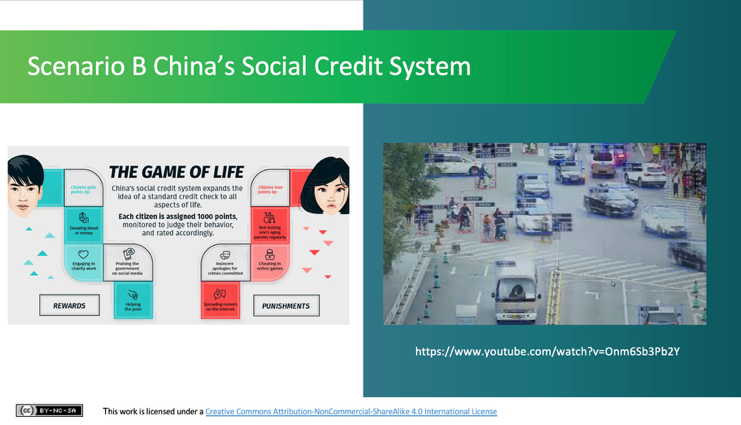 Scenario B China's Social Credit System
THE GAME OF LIFE
China's social credit system expands the
idea of a standard credit check to all
aspects of life.
Each citizen is assigned 1000 points,
monitored to judge their behavior,
and rated accordingly.
Citizens gain
points by:
Donating blood
or money
Engaging in
charity work
Praising the
government
on social media
Helping
the poor
REWARDS
Citizens lose
points by:
Not visiting
one's aging
parents regularly
Insincere
apologies for
crimes committed
Cheating in
online games
Spreading rumors
on the internet
PUNISHMENTS
https://www.youtube.com/watch?v=Onm6Sb3Pb2Y
CC BY-NC-SA
This work is licensed under a Creative Commons Attribution-NonCommercial-ShareAlike 4.0 International License